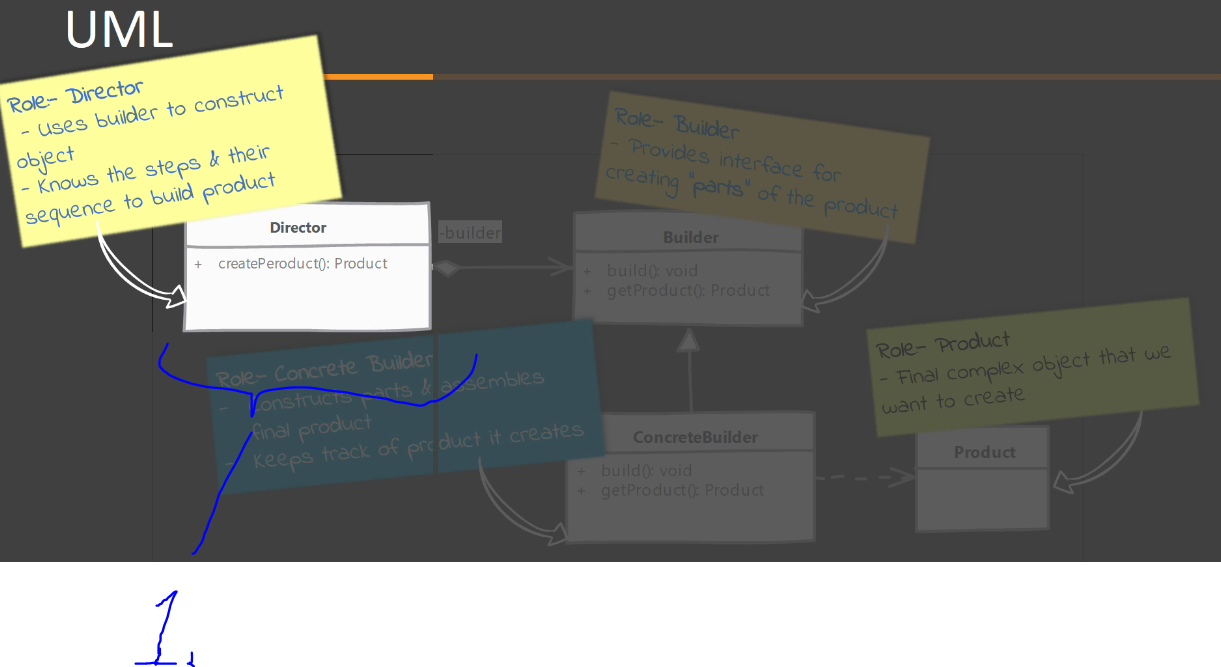 UML
Role- Director
- Uses builder to construct
object
- Knows the steps & their
sequence to build product
Role- Builder
- Provides interface for
creating "parts" of the product
Director
+ createPeroduct(): Product
-builder
Builder
+ build(): void
+ getProduct(): Product
Role- Concrete Builder
- Constructs parts & assembles
final product
- Keeps track of product it creates
Role- Product
- Final complex object that we
want to create
ConcreteBuilder
+ build(): void
+ getProduct(): Product
Product
1.